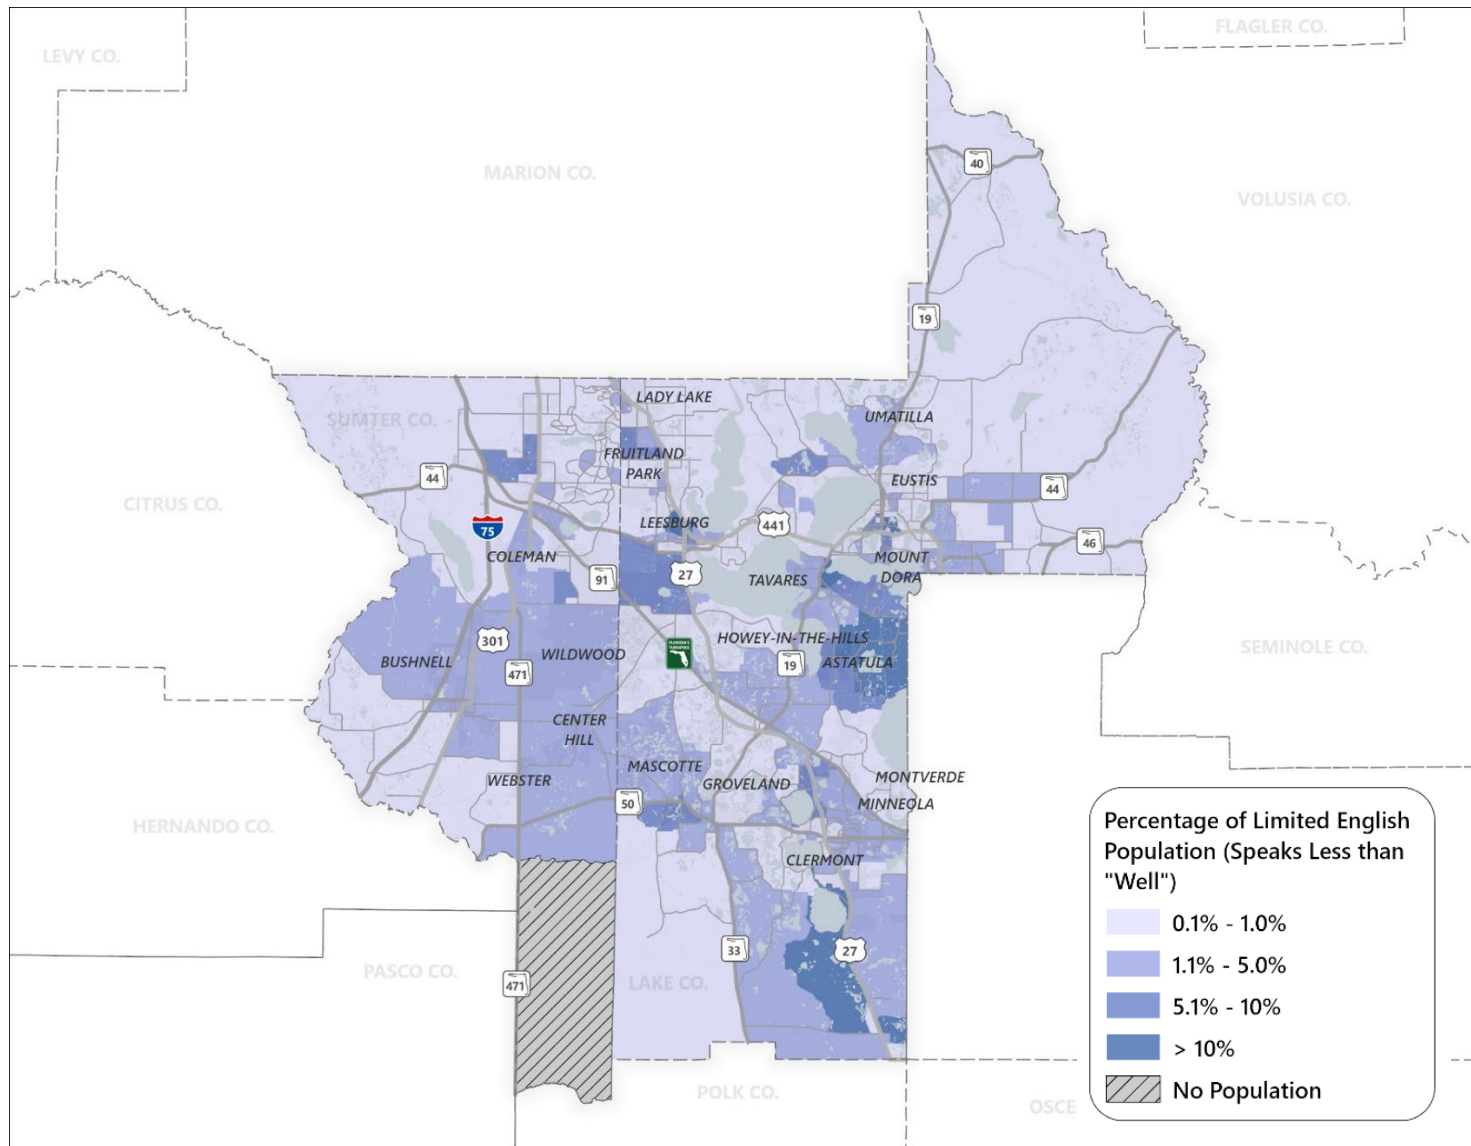 FLAGLER CO.
LEVY CO.
MARION CO.
40
VOLUSIA CO.
19
LADY LAKE
UMATILLA
SUMTER CO.
FRUITLAND
PARK
44
EUSTIS
44
CITRUS CO.
LEESBURG
441
75
46
COLEMAN
MOUNT
DORA
91
27
TAVARES
301
HOWEY-IN-THE-HILLS
SEMINOLE CO.
BUSHNELL
WILDWOOD
471
19
ASTATULA
CENTER
HILL
MASCOTTE
WEBSTER
GROVELAND
MONTVERDE
MINNEOLA
50
HERNANDO CO.
CLERMONT
33
27
PASCO CO.
471
LAKE CO.
POLK CO.
OSCE
Percentage of Limited English
Population (Speaks Less than
"Well")
0.1% - 1.0%
1.1% - 5.0%
5.1% - 10%
> 10%
No Population